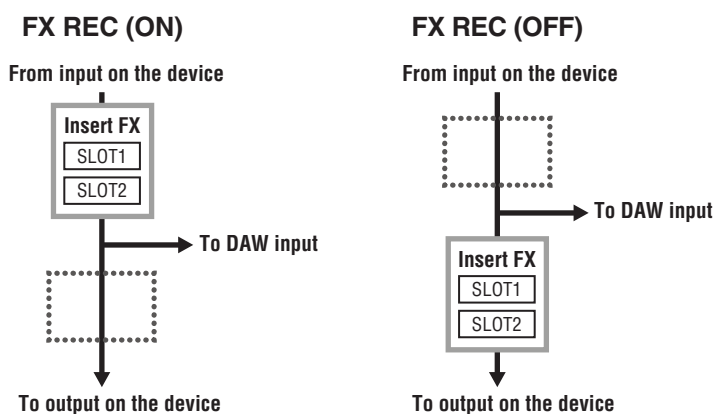 FX REC (ON)
From input on the device
Insert FX
SLOT1
SLOT2
To DAW input
To output on the device
FX REC (OFF)
From input on the device
To DAW input
Insert FX
SLOT1
SLOT2
To output on the device